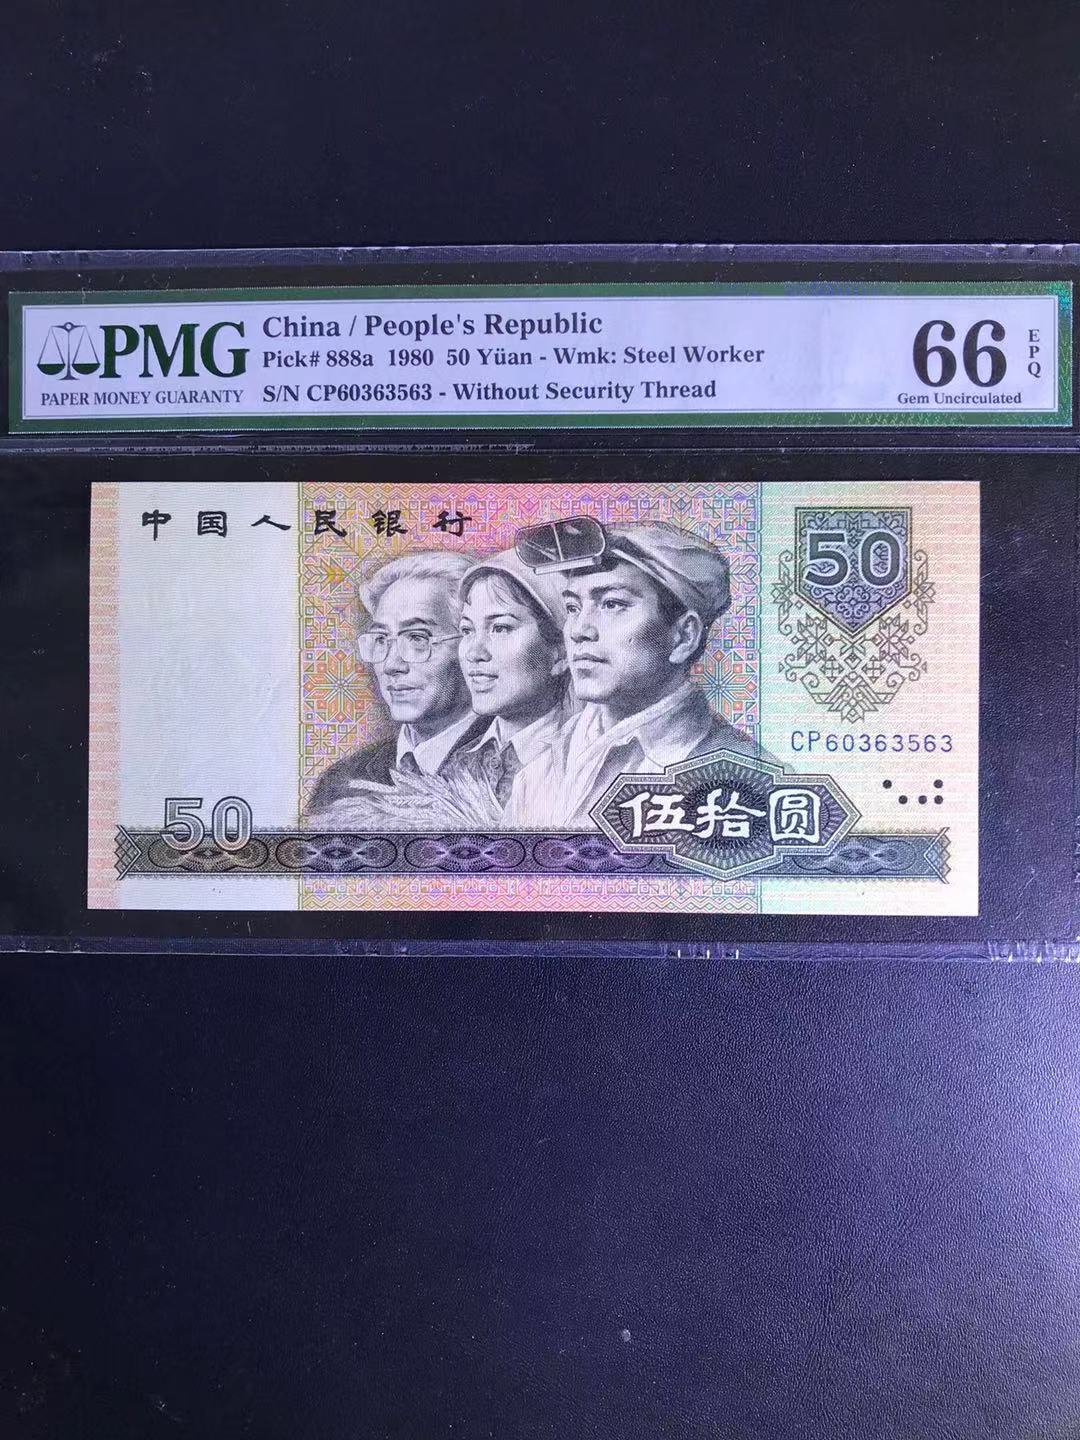 PMG
PAPER MONEY GUARANTY
China / People's Republic
Pick# 888a 1980 50 Yüan - Wmk: Steel Worker
S/N CP60363563 - Without Security Thread
66
EPQ
Gem Uncirculated
中国人民银行
50
CP60363563
伍拾圆
50